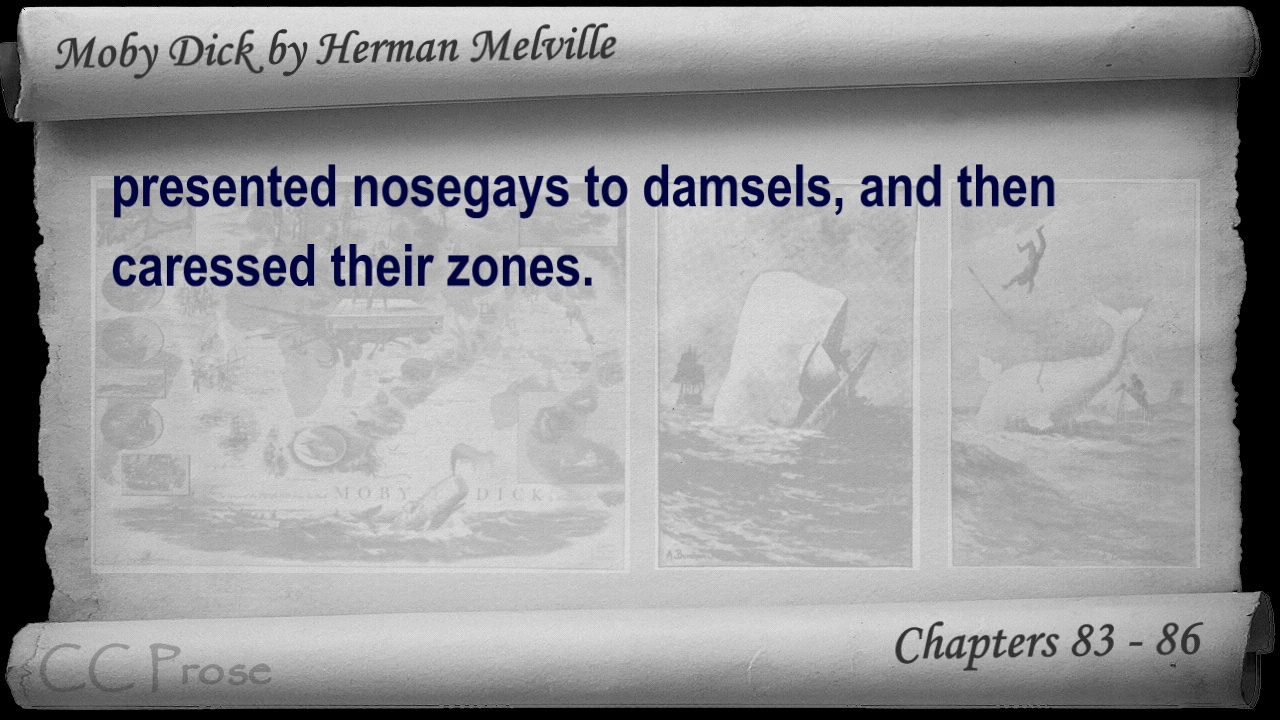 Moby Dick by Herman Melville
presented nosegays to damsels, and then
caressed their zones.
MOBY DICK
Chapters 83 - 86
CC Prose